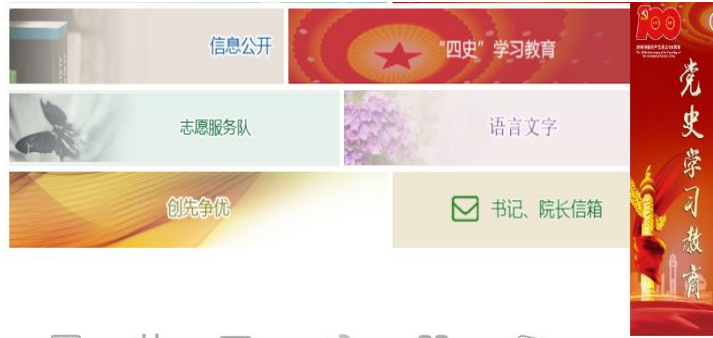 信息公开
"四史"学习教育
志愿服务队
语言文字
创先争优
书记、院长信箱
100
党史学习教育